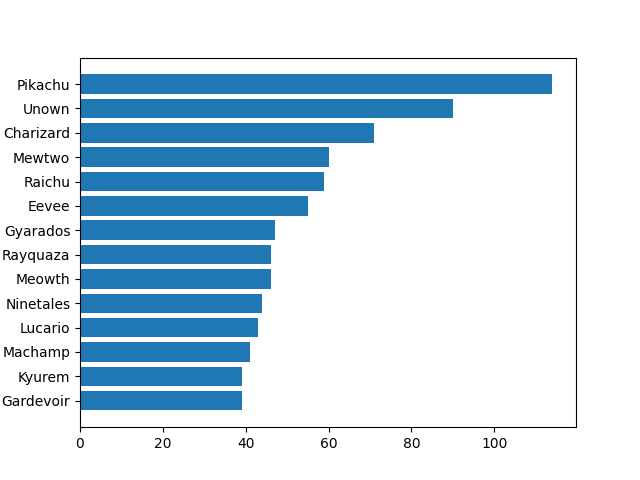 Pikachu
Unown
Charizard
Mewtwo
Raichu
Eevee
Gyarados
Rayquaza
Meowth
Ninetales
Lucario
Machamp
Kyurem
Gardevoir
0 20 40 60 80 100